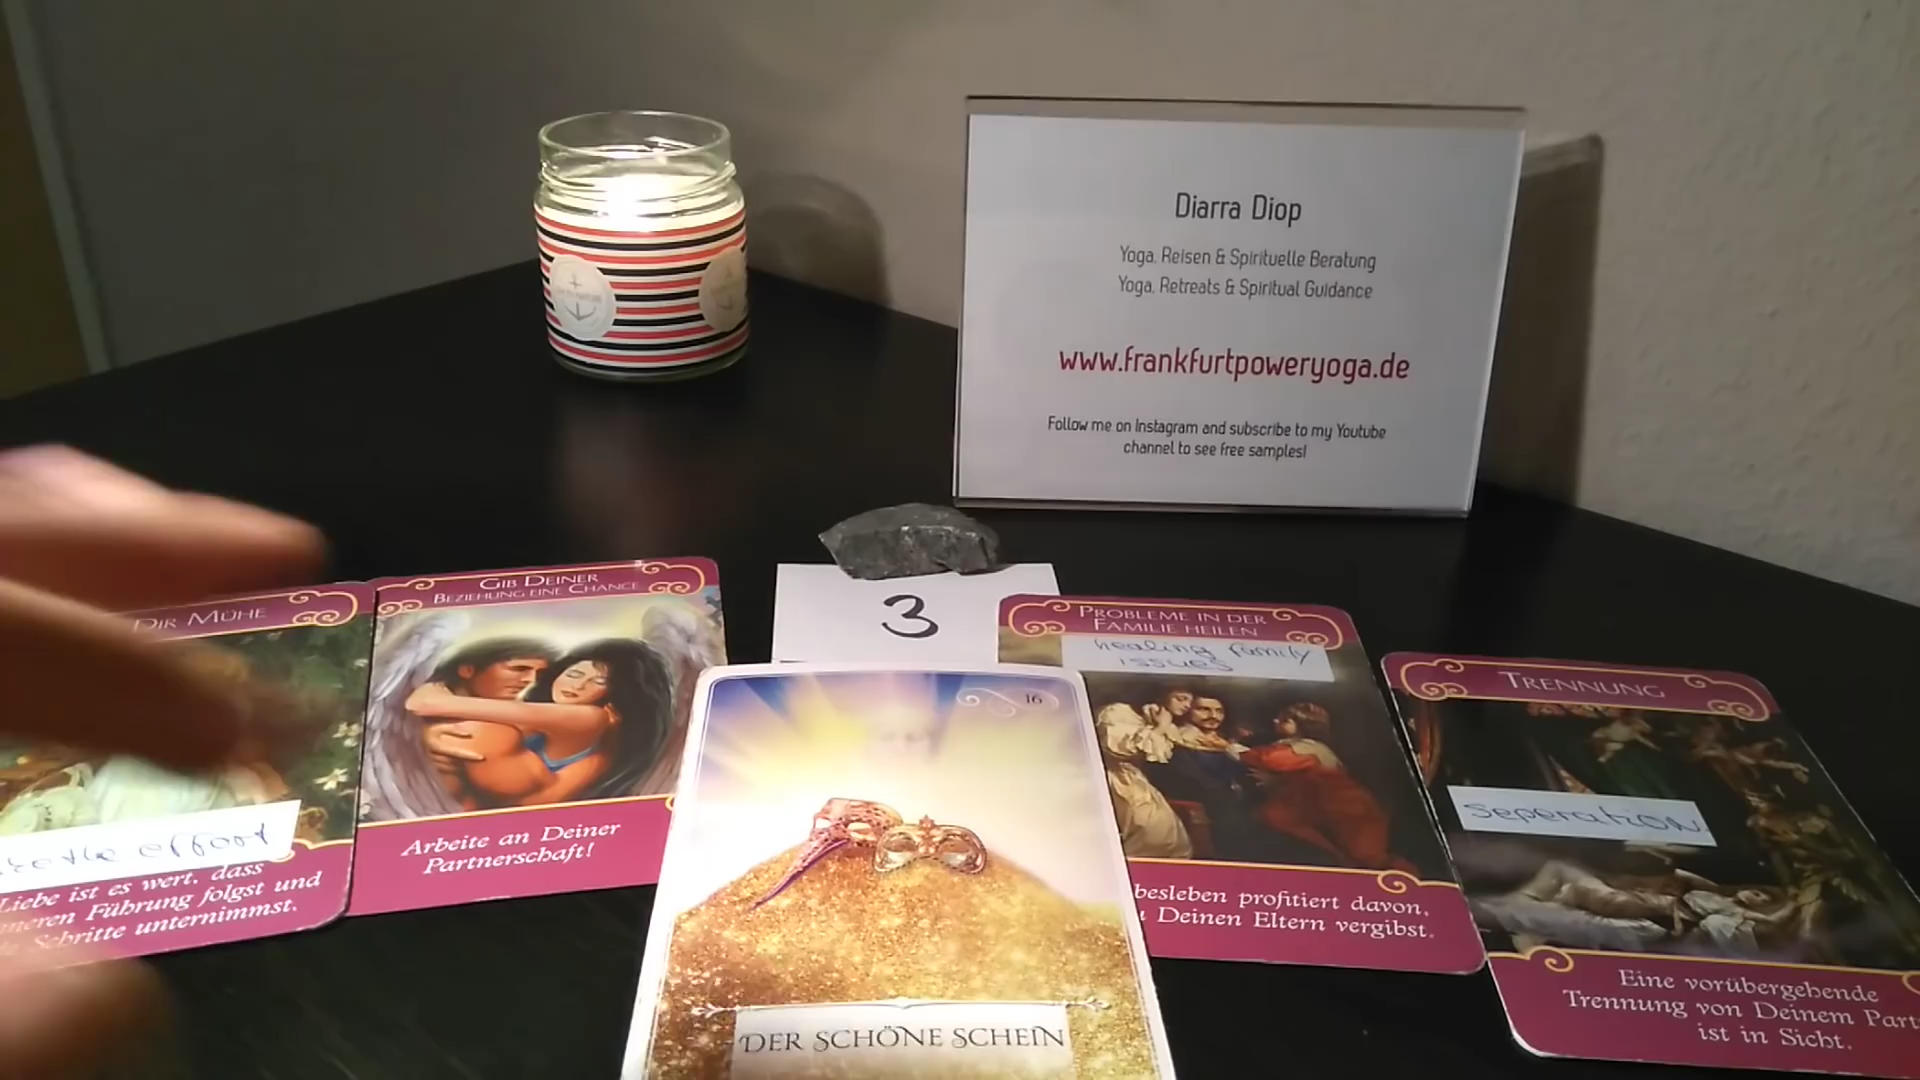 Diarra Diop
Yoga, Reisen & Spirituelle Beratung
Yoga, Retreats & Spiritual Guidance
www.frankfurtpoweryoga.de
Follow me on Instagram and subscribe to my Youtube
channel to see free samples!
3
DIR MÜHE
effort
Liebe ist es wert, dass
Führung folgst und
Schritte unternimmst.
GIB DEINER
BEZIEHUNG EINE CHANCE
Arbeite an Deiner
Partnerschaft!
16
DER SCHÖNE SCHEIN
PROBLEME IN DER
FAMILIE HEILEN
healing family
issues
profitiert davon,
Deinen Eltern vergibst.
TRENNUNG
Seperation
Eine vorübergehende
Trennung von Deinem
ist in Sicht.